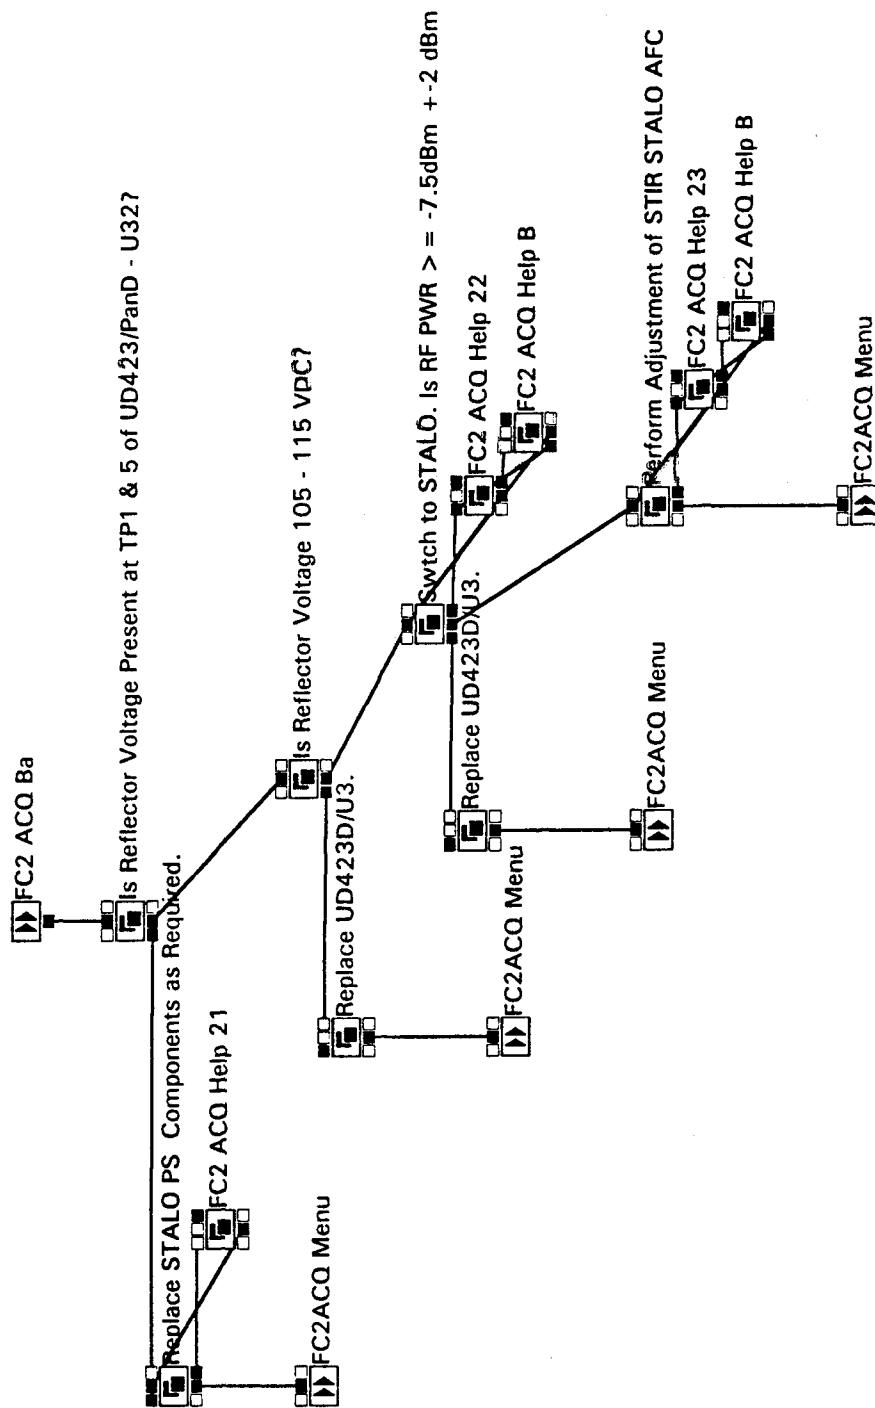 FC2 ACQ Ba
Is Reflector Voltage Present at TP1 & 5 of UD423/PanD - U32?
Replace STALO PS Components as Required.
FC2 ACQ Help 21
FC2ACQ Menu
Is Reflector Voltage 105 - 115 VDC?
Replace UD423D/U3.
FC2ACQ Menu
Swtch to STALO. Is RF PWR > = -7.5dBm +-2 dBm
FC2 ACQ Help 22
FC2 ACQ Help B
Replace UD423D/U3.
FC2ACQ Menu
Perform Adjustment of STIR STALO AFC
FC2 ACQ Help 23
FC2 ACQ Help B
FC2ACQ Menu